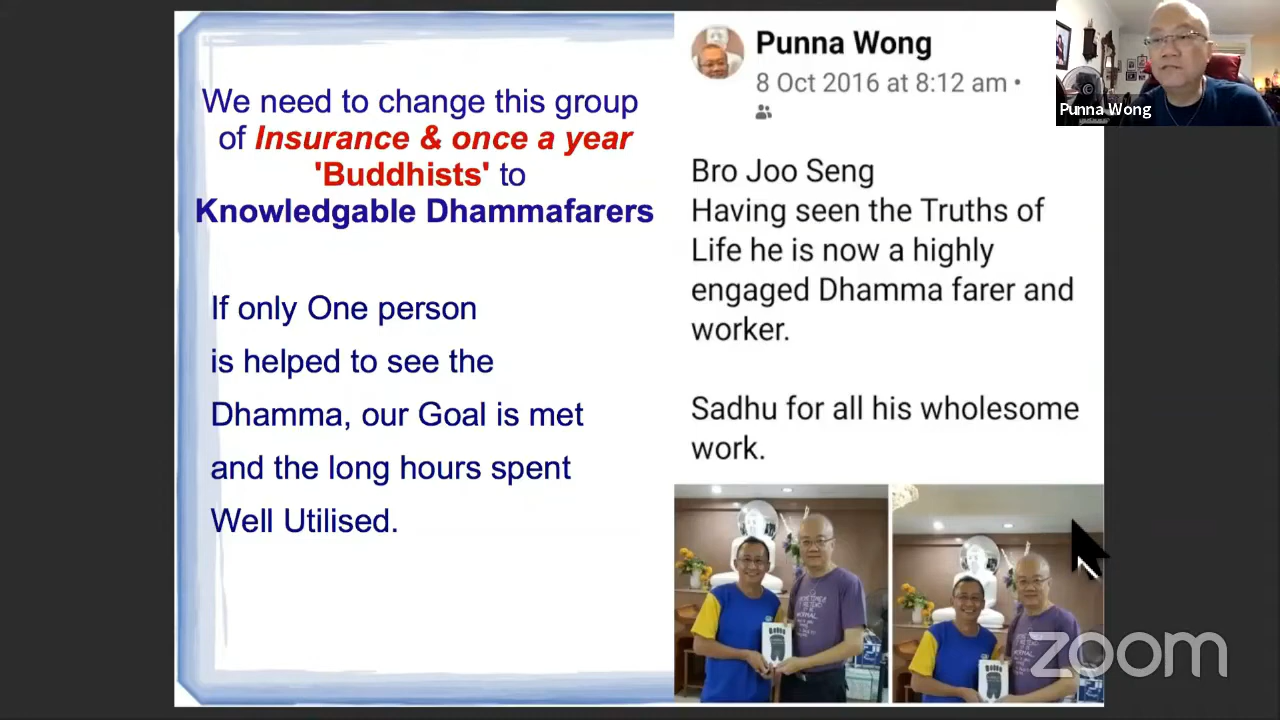 We need to change this group
of Insurance & once a year
'Buddhists' to
Knowledgable Dhammafarers
If only One person
is helped to see the
Dhamma, our Goal is met
and the long hours spent
Well Utilised.
Punna Wong
8 Oct 2016 at 8:12 am •
Bro Joo Seng
Having seen the Truths of
Life he is now a highly
engaged Dhamma farer and
worker.
Sadhu for all his wholesome
work.
Punna Wong
zoom